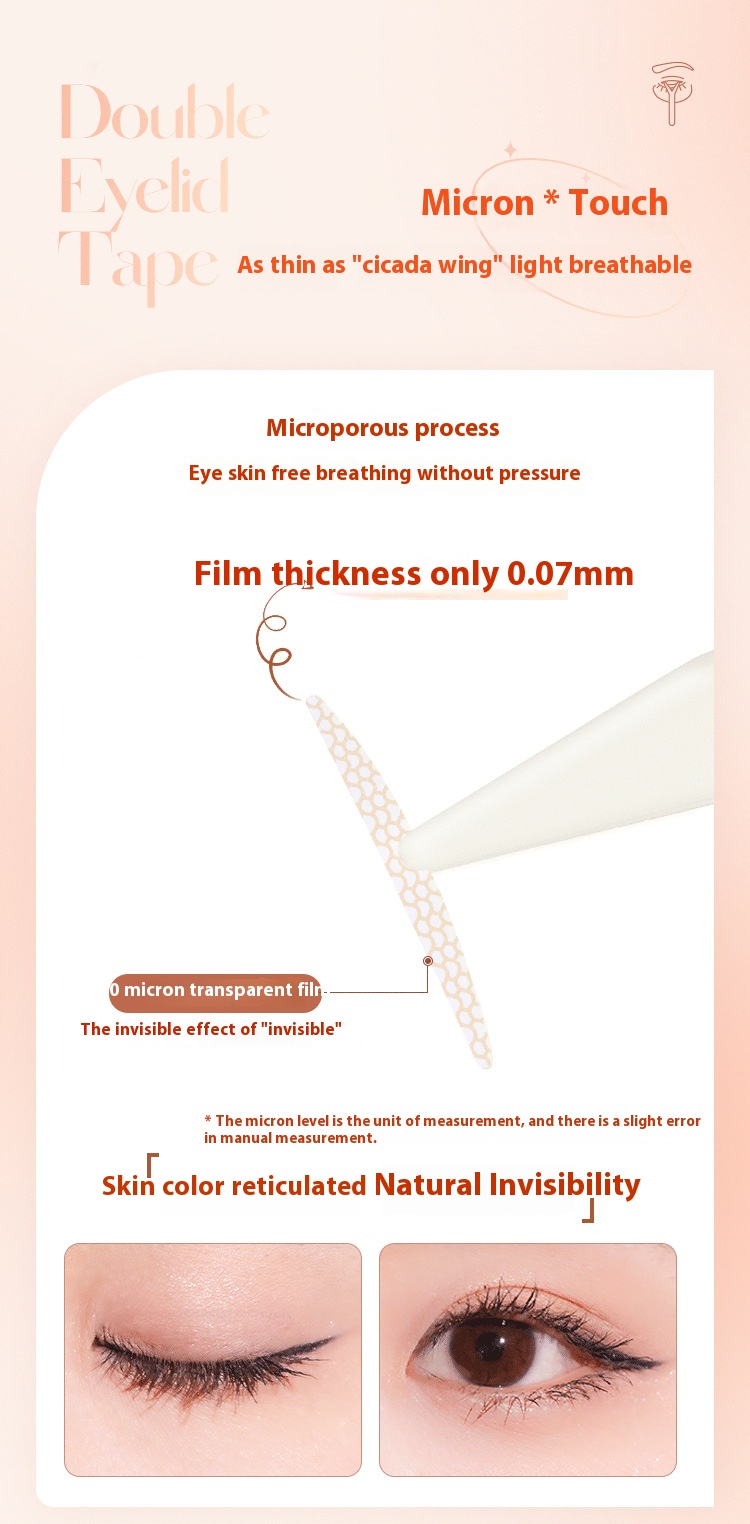 Double
Eyelid
Tape
Micron * Touch
As thin as "cicada wing" light breathable
Microporous process
Eye skin free breathing without pressure
Film thickness only 0.07mm
0 micron transparent film
The invisible effect of "invisible"
* The micron level is the unit of measurement, and there is a slight error
in manual measurement.
Skin color reticulated Natural Invisibility